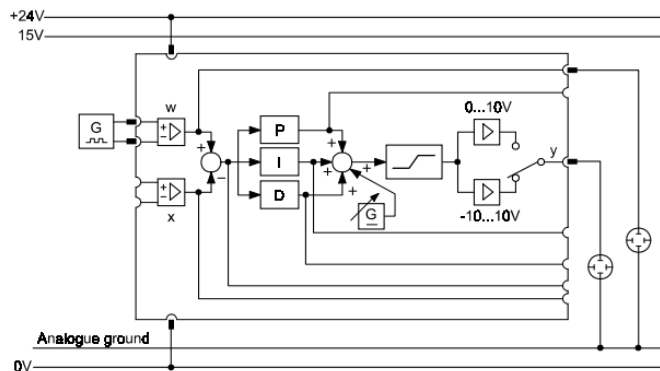 +24V
15V
w
G
+
−
+
−
P
I
D
+
+
+
+
0...10V
y
-10...10V
G
+
−
x
Analogue ground
0V